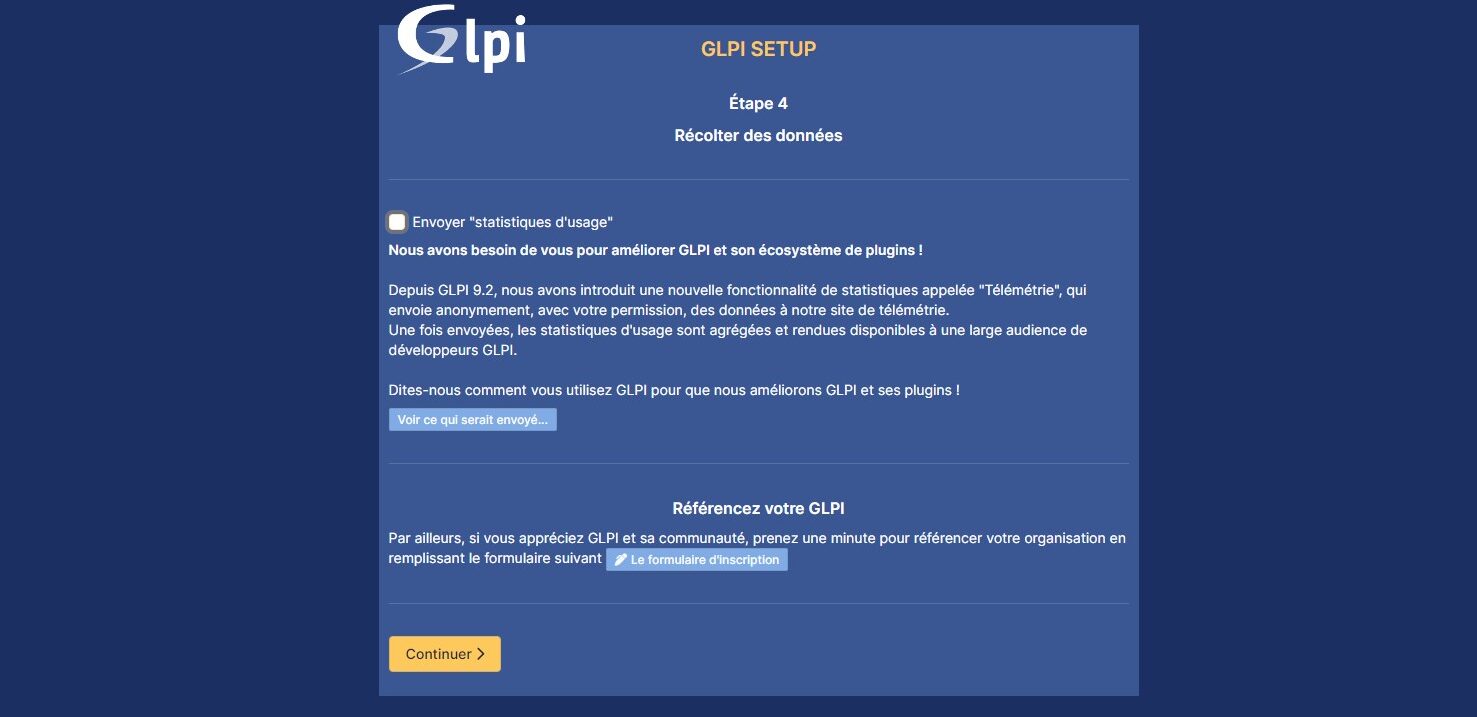 Glpi
GLPI SETUP
Étape 4
Récolter des données
Envoyer "statistiques d'usage"
Nous avons besoin de vous pour améliorer GLPI et son écosystème de plugins !
Depuis GLPI 9.2, nous avons introduit une nouvelle fonctionnalité de statistiques appelée "Télémétrie", qui
envoie anonymement, avec votre permission, des données à notre site de télémétrie.
Une fois envoyées, les statistiques d'usage sont agrégées et rendues disponibles à une large audience de
développeurs GLPI.
Dites-nous comment vous utilisez GLPI pour que nous améliorons GLPI et ses plugins !
Voir ce qui serait envoyé...
Référencez votre GLPI
Par ailleurs, si vous appréciez GLPI et sa communauté, prenez une minute pour référencer votre organisation en
remplissant le formulaire suivant Le formulaire d'inscription
Continuer